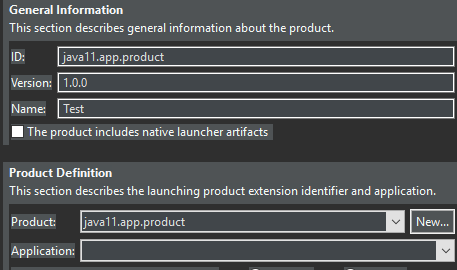 General Information
This section describes general information about the product.
ID: java11.app.product
Version: 1.0.0
Name: Test
The product includes native launcher artifacts
Product Definition
This section describes the launching product extension identifier and application.
Product: java11.app.product New...
Application: